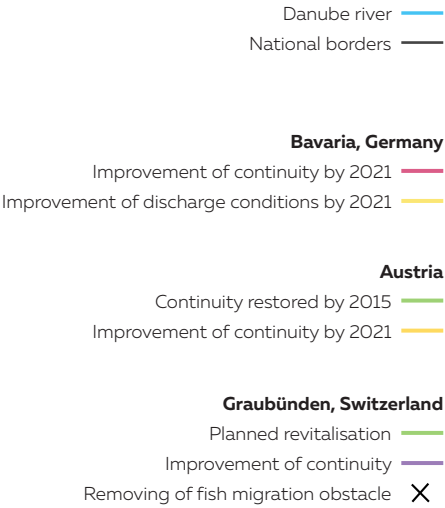 Danube river
National borders
Bavaria, Germany
Improvement of continuity by 2021
Improvement of discharge conditions by 2021
Austria
Continuity restored by 2015
Improvement of continuity by 2021
Graubünden, Switzerland
Planned revitalisation
Improvement of continuity
Removing of fish migration obstacle